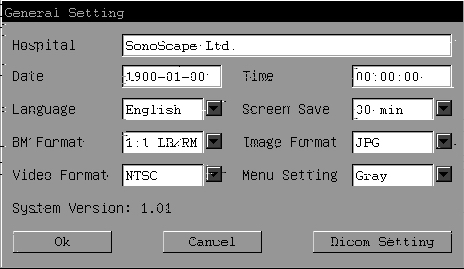 General Setting
Hospital SonoScape Ltd.
Date 1900-01-00 Time 00:00:00
Language English Screen Save 30 min
BM Format 1:1 LR/RM Image Format JPG
Video Format NTSC Menu Setting Gray
System Version: 1.01
Ok Cancel Dicom Setting